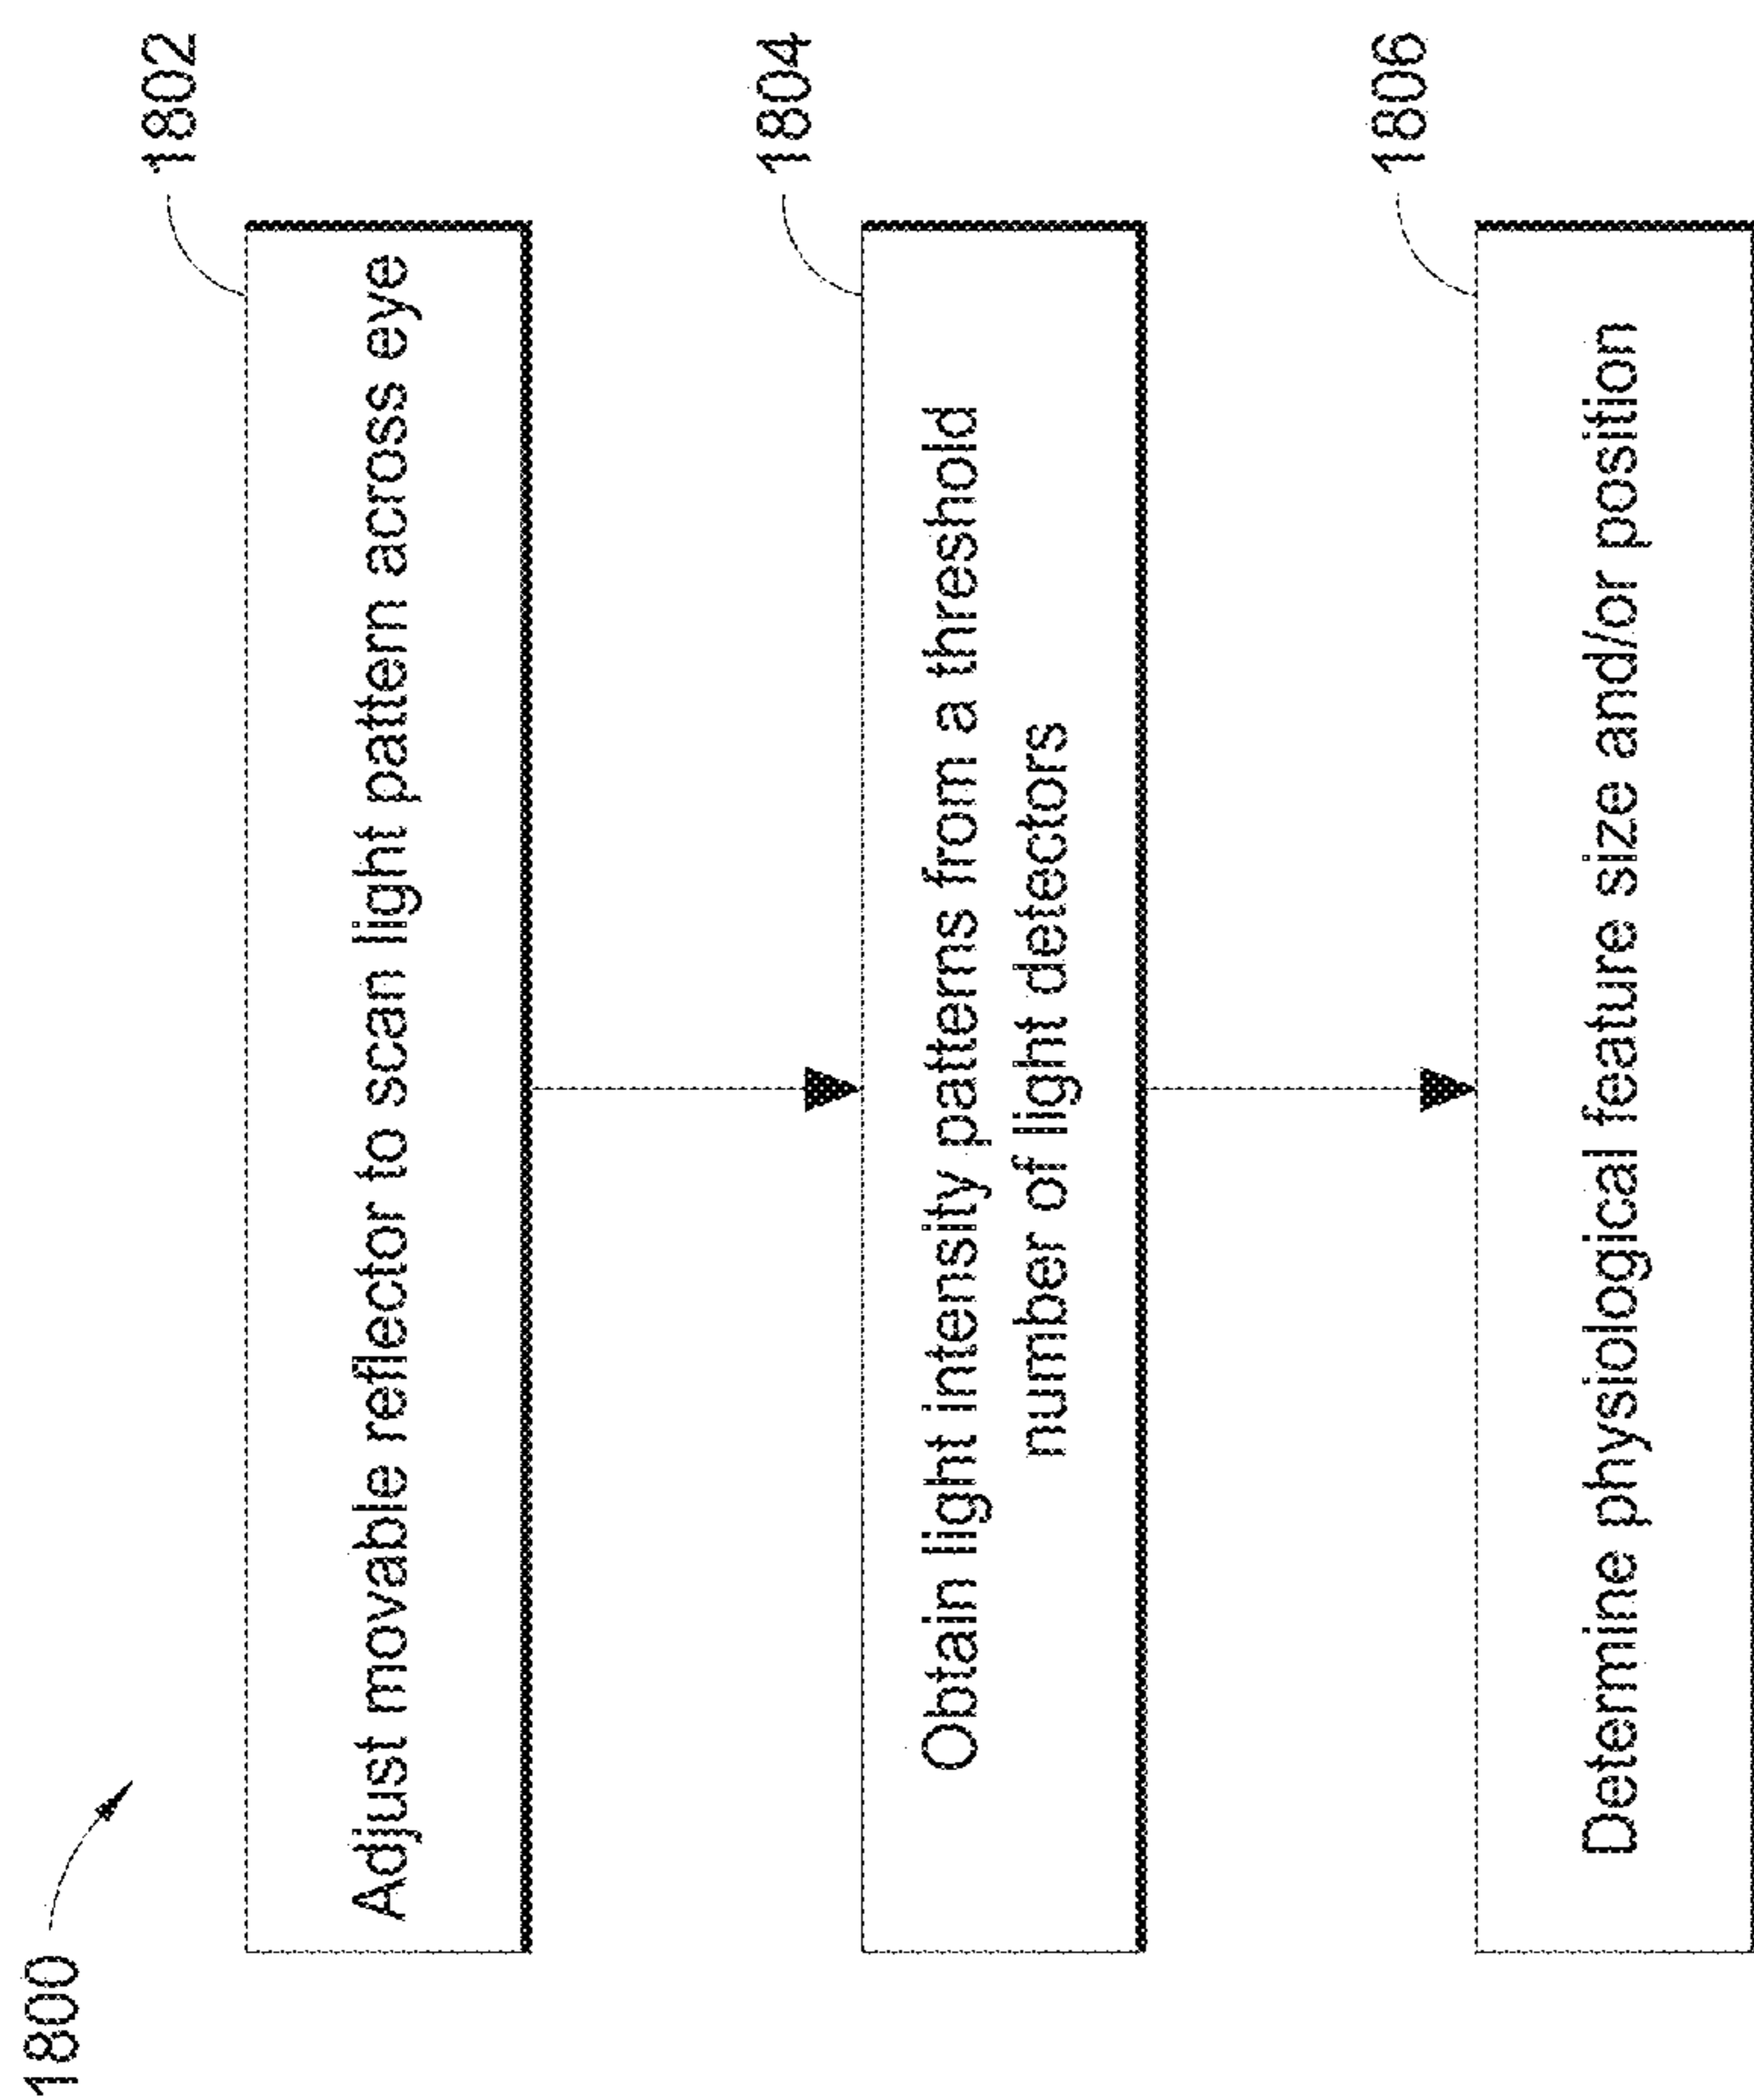 1800
1802
Adjust movable reflector to scan light pattern across eye
1804
Obtain light intensity patterns from a threshold
number of light detectors
1806
Determine physiological feature size and/or position